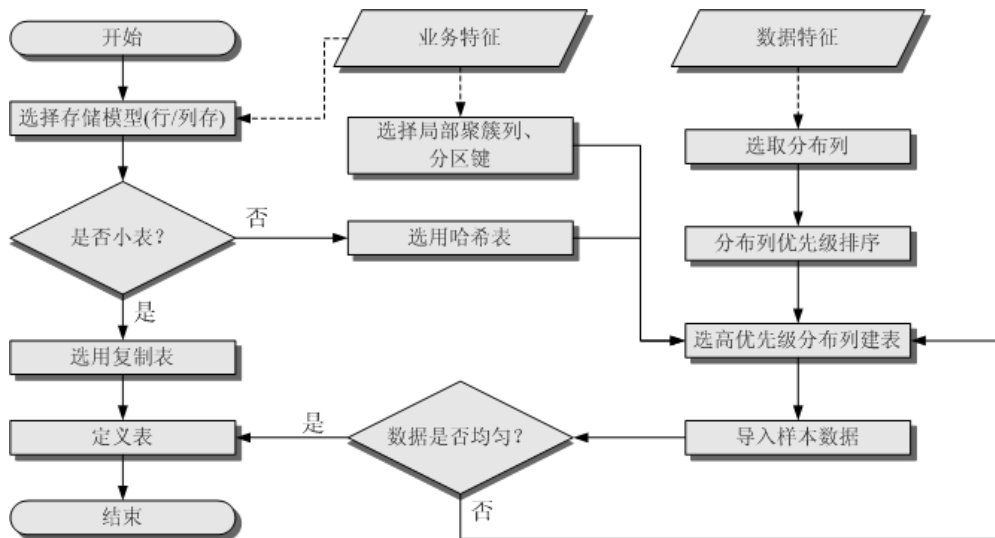 开始
业务特征
数据特征
选择存储模型(行/列存)
选择局部聚簇列、
分区键
选取分布列
是否小表?
否
选用哈希表
分布列优先级排序
是
选用复制表
选高优先级分布列建表
定义表
是
数据是否均匀?
导入样本数据
否
结束